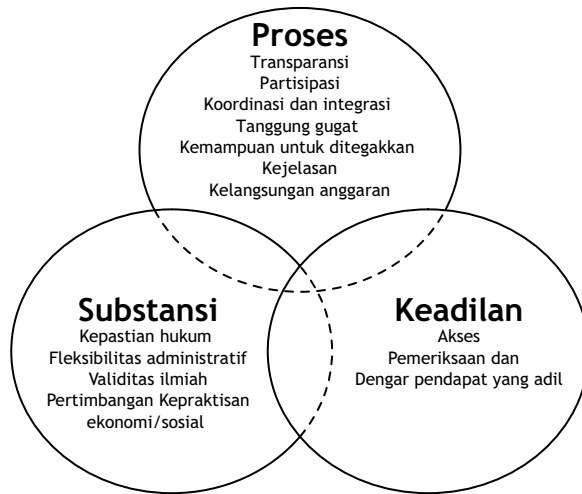 Proses
Transparansi
Partisipasi
Koordinasi dan integrasi
Tanggung gugat
Kemampuan untuk ditegakkan
Kejelasan
Kelangsungan anggaran
Substansi
Kepastian hukum
Fleksibilitas administratif
Validitas ilmiah
Pertimbangan Kepraktisan
ekonomi/sosial
Keadilan
Akses
Pemeriksaan dan
Dengar pendapat yang adil